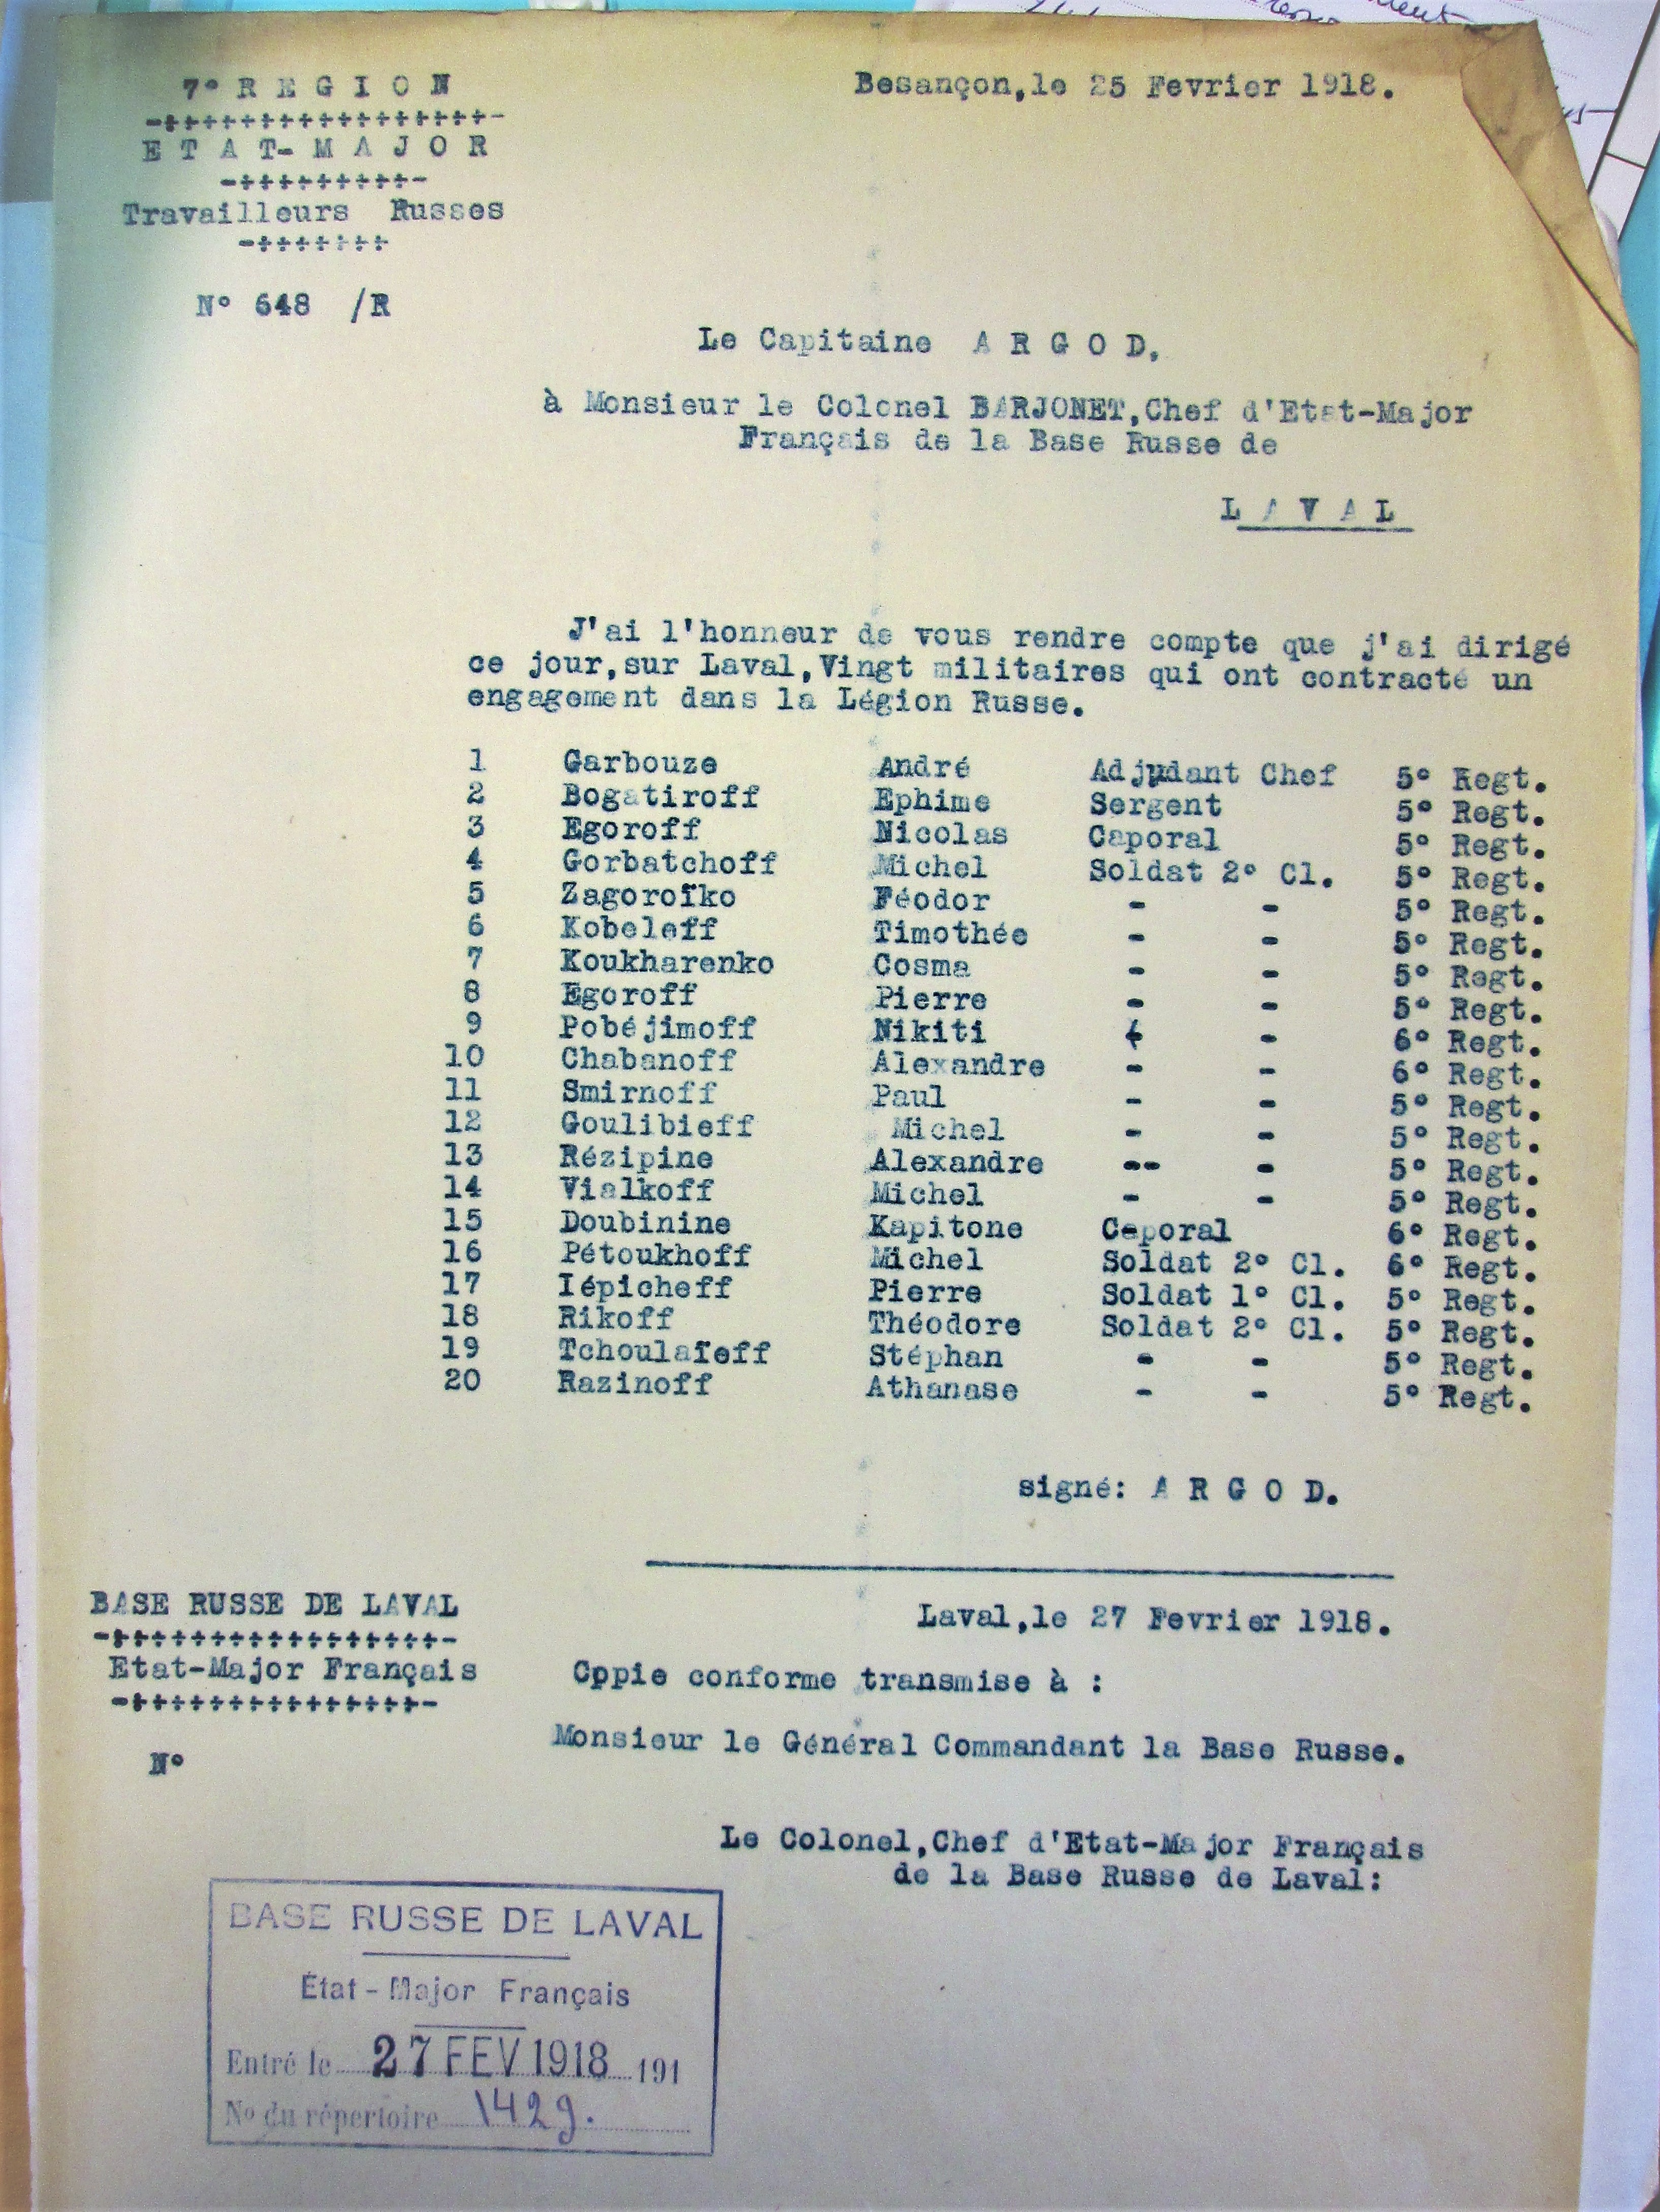 7° REGION
-+++++++++++++++++-
ETAT-MAJOR
-++++++++++-
Travailleurs Russes
-+++++++
N° 648 /R
Besançon,le 25 Fevrier 1918.
Le Capitaine ARGOD.
à Monsieur le Colonel BARJONET,Chef d'Etat-Major
Français de la Base Russe de
LAVAL
J'ai l'honneur de vous rendre compte que j'ai dirigé
ce jour,sur Laval,Vingt militaires qui ont contracté un
engagement dans la Légion Russe.
1 Garbouze André Adjudant Chef 5° Regt.
2 Bogatiroff Ephime Sergent 5° Regt.
3 Egoroff Nicolas Caporal 5° Regt.
4 Gorbatchoff Michel Soldat 2° Cl. 5° Regt.
5 Zagoroïko Féodor - - 5° Regt.
6 Kobeleff Timothée - - 5° Regt.
7 Koukharenko Cosma - - 5° Regt.
8 Egoroff Pierre - - 5° Regt.
9 Pobéjimoff Nikiti - - 6° Regt.
10 Chabanoff Alexandre - - 6° Regt.
11 Smirnoff Paul - - 5° Regt.
12 Goulibieff Michel - - 5° Regt.
13 Rézipine Alexandre -- - 5° Regt.
14 Vialkoff Michel - - 5° Regt.
15 Doubinine Kapitone Caporal 6° Regt.
16 Pétoukhoff Michel Soldat 2° Cl. 6° Regt.
17 Iépicheff Pierre Soldat 1° Cl. 5° Regt.
18 Rikoff Théodore Soldat 2° Cl. 5° Regt.
19 Tchoulaïeff Stéphan - - 5° Regt.
20 Razinoff Athanase - - 5° Regt.
signé: ARGOD.
BASE RUSSE DE LAVAL
-+++++++++++++++++-
Etat-Major Français
-++++++++++++++++-
N°
Laval,le 27 Fevrier 1918.
Cppie conforme transmise à :
Monsieur le Général Commandant la Base Russe.
Le Colonel,Chef d'Etat-Major Français
de la Base Russe de Laval:
BASE RUSSE DE LAVAL
État-Major Français
Entré le 27 FEV 1918 191
N° du répertoire 1429.